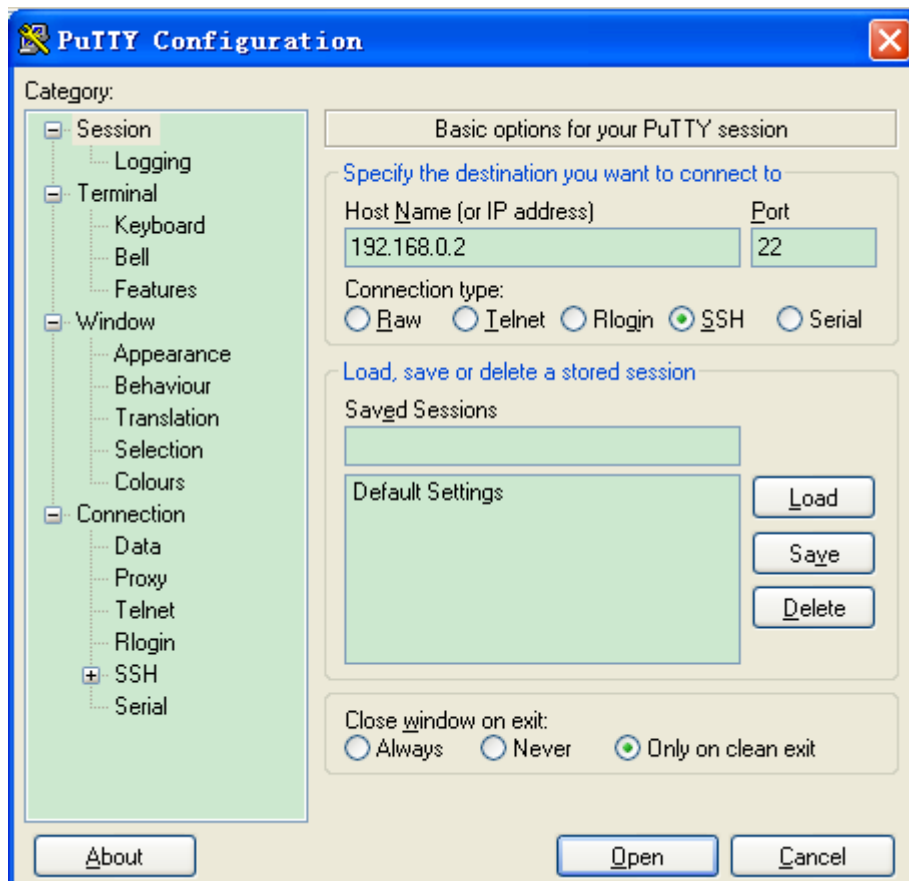 PuTTY Configuration
Category:
Session
Logging
Terminal
Keyboard
Bell
Features
Window
Appearance
Behaviour
Translation
Selection
Colours
Connection
Data
Proxy
Telnet
Rlogin
SSH
Serial
Basic options for your PuTTY session
Specify the destination you want to connect to
Host Name (or IP address) Port
192.168.0.2 22
Connection type:
Raw Telnet Rlogin SSH Serial
Load, save or delete a stored session
Saved Sessions
Default Settings
Load
Save
Delete
Close window on exit:
Always Never Only on clean exit
About Open Cancel